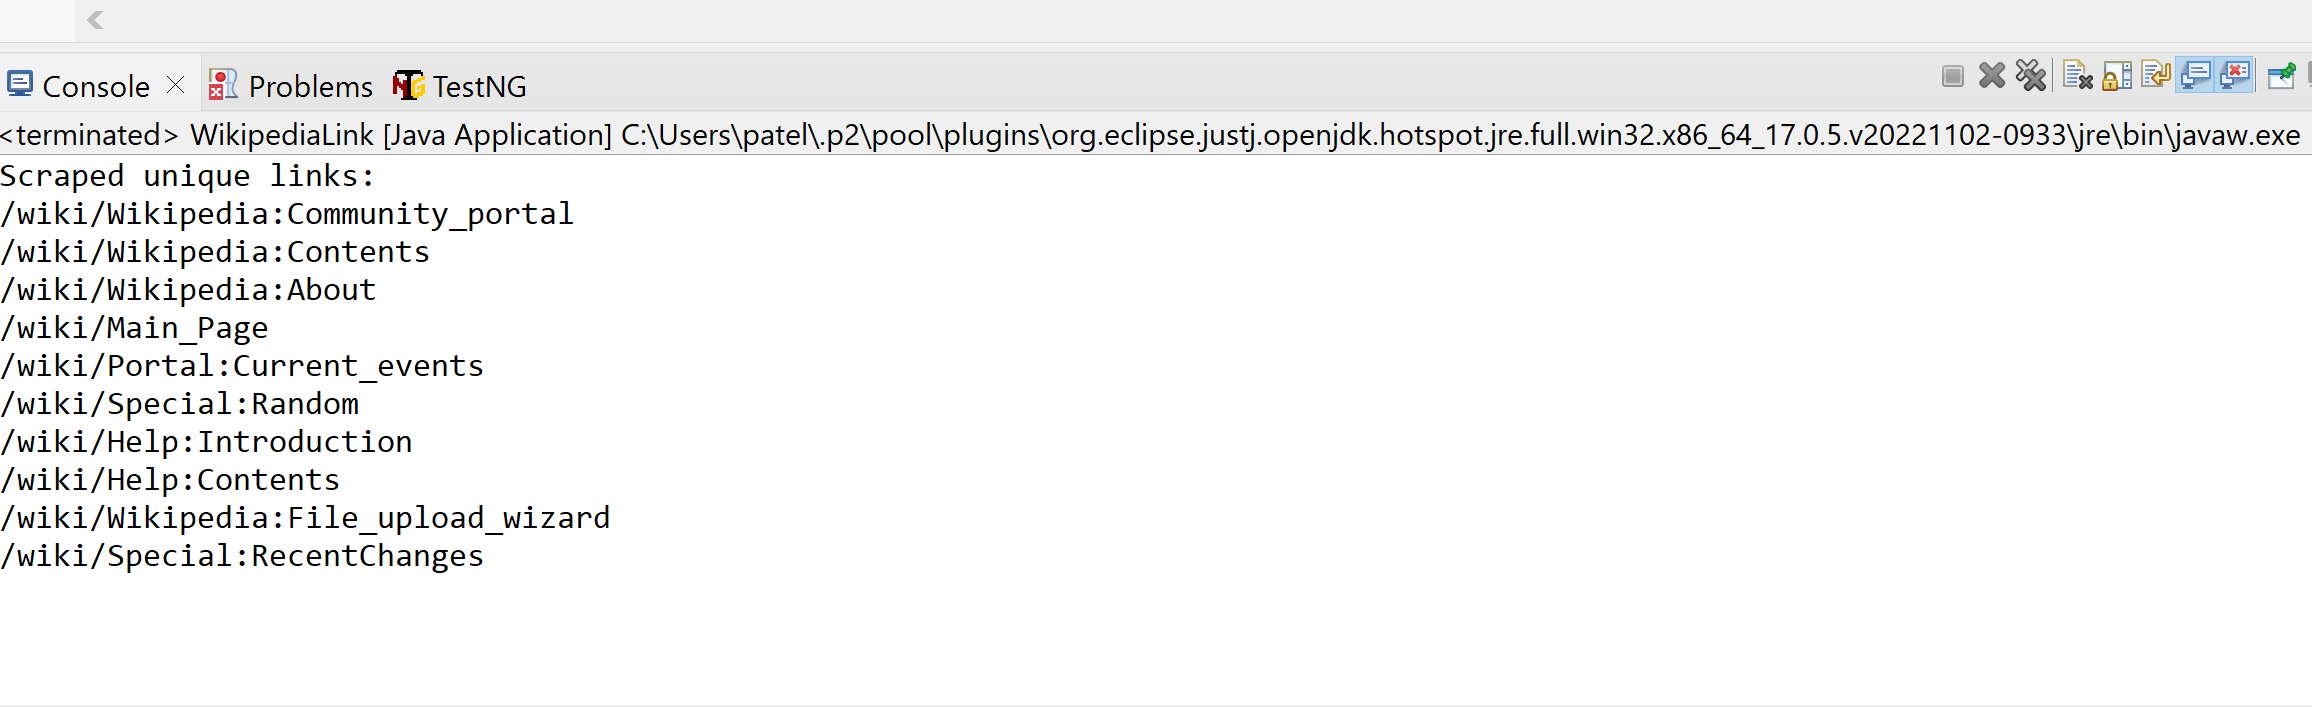 Console Problems TestNG
<terminated> WikipediaLink [Java Application] C:\Users\patel\.p2\pool\plugins\org.eclipse.justj.openjdk.hotspot.jre.full.win32.x86_64_17.0.5.v20221102-0933\jre\bin\javaw.exe
Scraped unique links:
/wiki/Wikipedia:Community_portal
/wiki/Wikipedia:Contents
/wiki/Wikipedia:About
/wiki/Main_Page
/wiki/Portal:Current_events
/wiki/Special:Random
/wiki/Help:Introduction
/wiki/Help:Contents
/wiki/Wikipedia:File_upload_wizard
/wiki/Special:RecentChanges